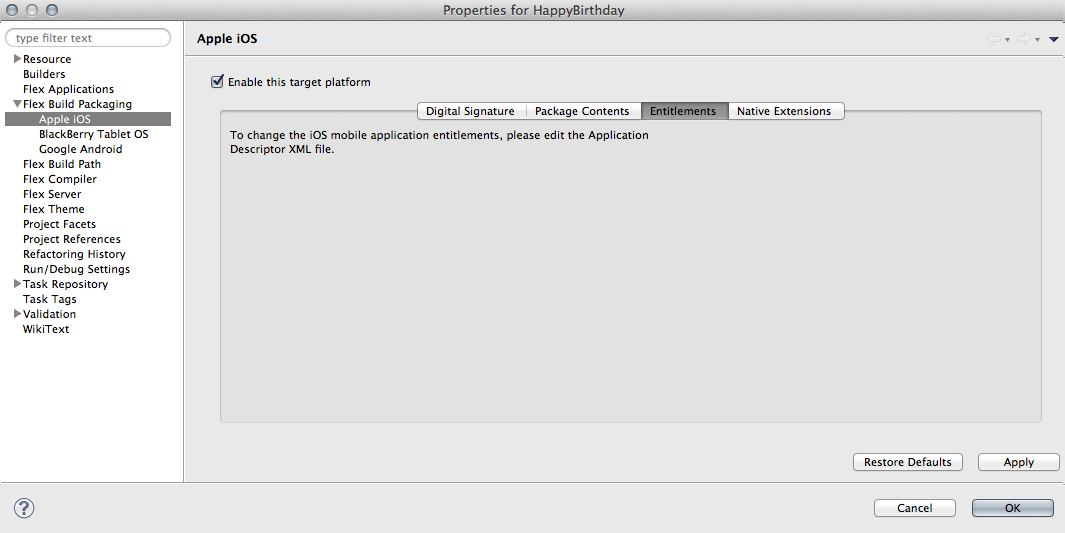 Properties for HappyBirthday
type filter text
Resource
Builders
Flex Applications
Flex Build Packaging
Apple iOS
BlackBerry Tablet OS
Google Android
Flex Build Path
Flex Compiler
Flex Server
Flex Theme
Project Facets
Project References
Refactoring History
Run/Debug Settings
Task Repository
Task Tags
Validation
WikiText
Apple iOS
Enable this target platform
Digital Signature Package Contents Entitlements Native Extensions
To change the iOS mobile application entitlements, please edit the Application
Descriptor XML file.
Restore Defaults Apply
? Cancel OK